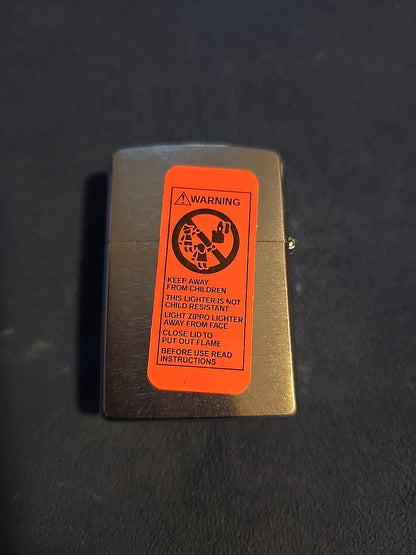 WARNING
KEEP AWAY
FROM CHILDREN
THIS LIGHTER IS NOT
CHILD RESISTANT
LIGHT ZIPPO LIGHTER
AWAY FROM FACE
CLOSE LID TO
PUT OUT FLAME
BEFORE USE READ
INSTRUCTIONS